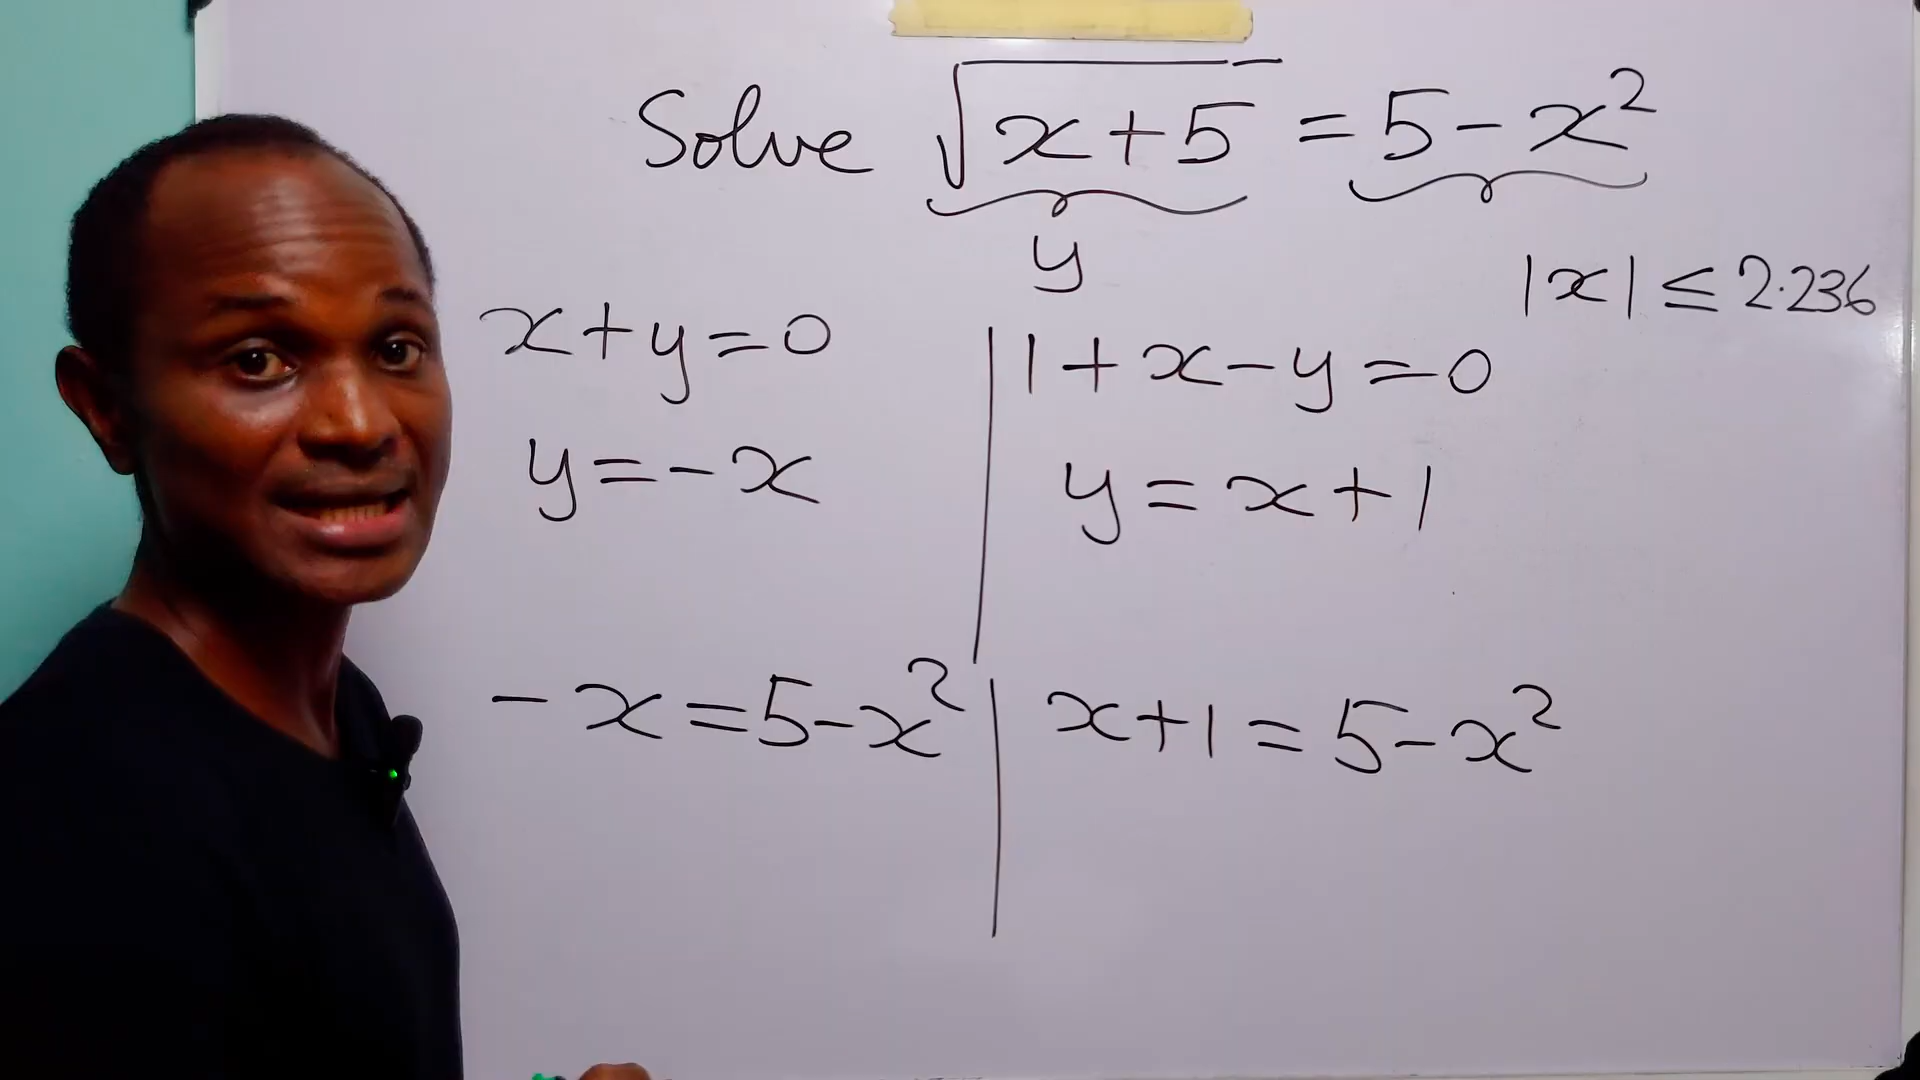 Solve √(x+5) = 5-x²
y
|x| ≤ 2.236
x+y=0
y=-x
1+x-y=0
y=x+1
-x=5-x²
x+1=5-x²